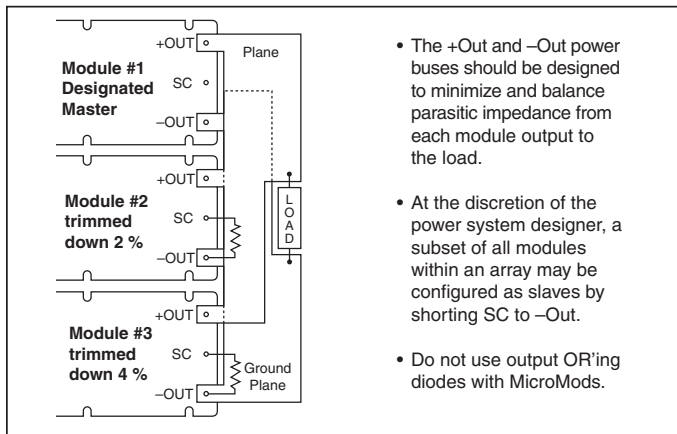 +OUT
Plane
Module #1
Designated
Master
SC
–OUT
+OUT
Module #2
trimmed
down 2 %
SC
–OUT
LOAD
+OUT
Module #3
trimmed
down 4 %
SC
Ground
Plane
–OUT
• The +Out and –Out power
buses should be designed
to minimize and balance
parasitic impedance from
each module output to
the load.
• At the discretion of the
power system designer, a
subset of all modules
within an array may be
configured as slaves by
shorting SC to –Out.
• Do not use output OR'ing
diodes with MicroMods.